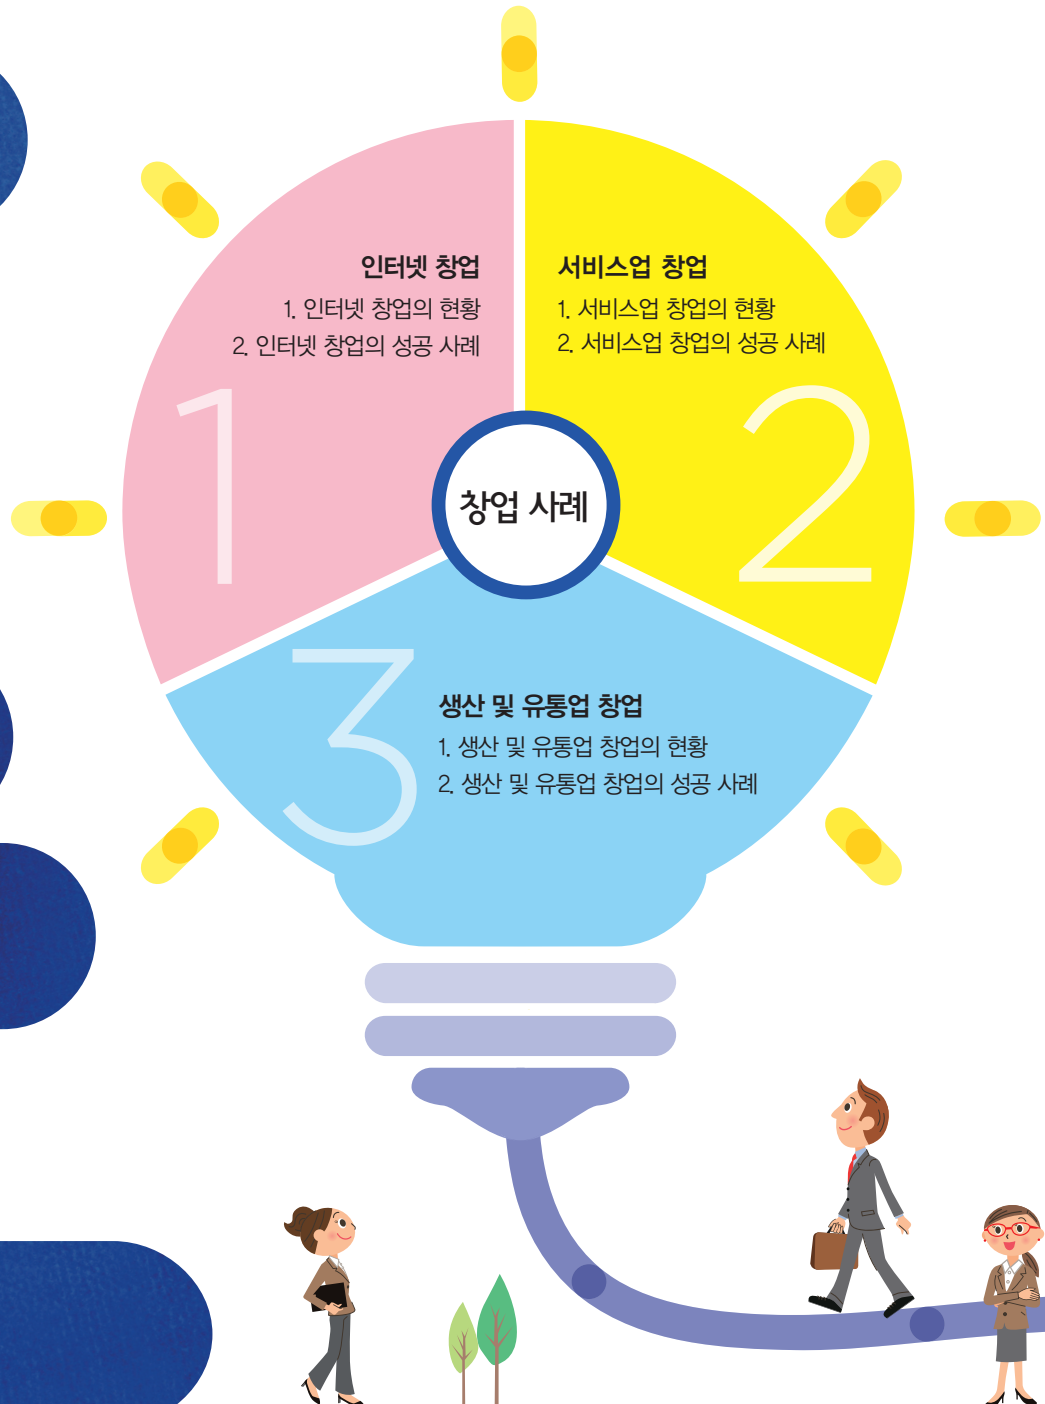 인터넷 창업
1. 인터넷 창업의 현황
2. 인터넷 창업의 성공 사례
1
서비스업 창업
1. 서비스업 창업의 현황
2. 서비스업 창업의 성공 사례
2
창업 사례
3
생산 및 유통업 창업
1. 생산 및 유통업 창업의 현황
2. 생산 및 유통업 창업의 성공 사례